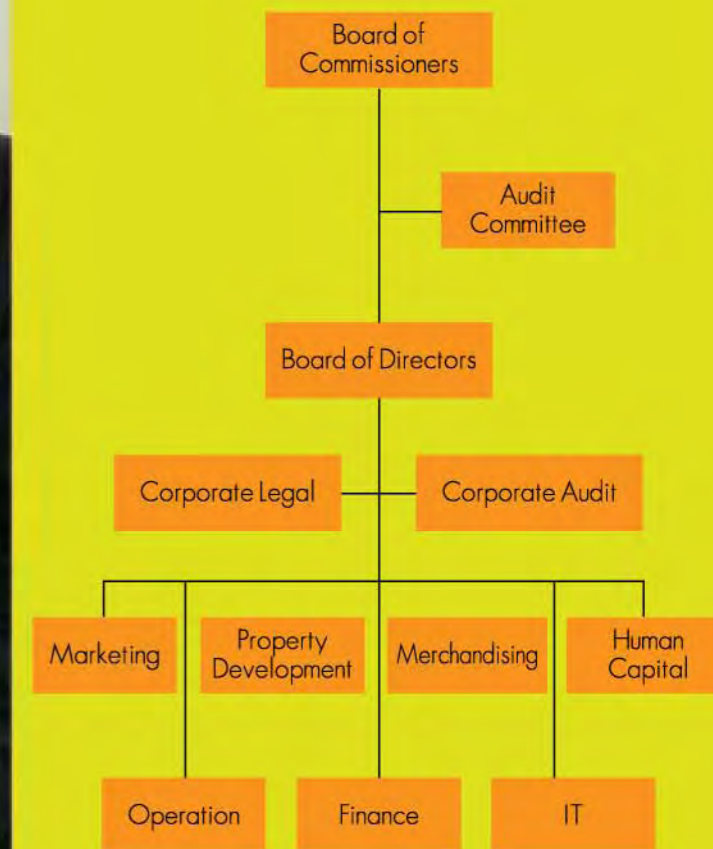 Board of
Commissioners
Audit
Committee
Board of Directors
Corporate Legal
Corporate Audit
Marketing
Property
Development
Merchandising
Human
Capital
Operation
Finance
IT